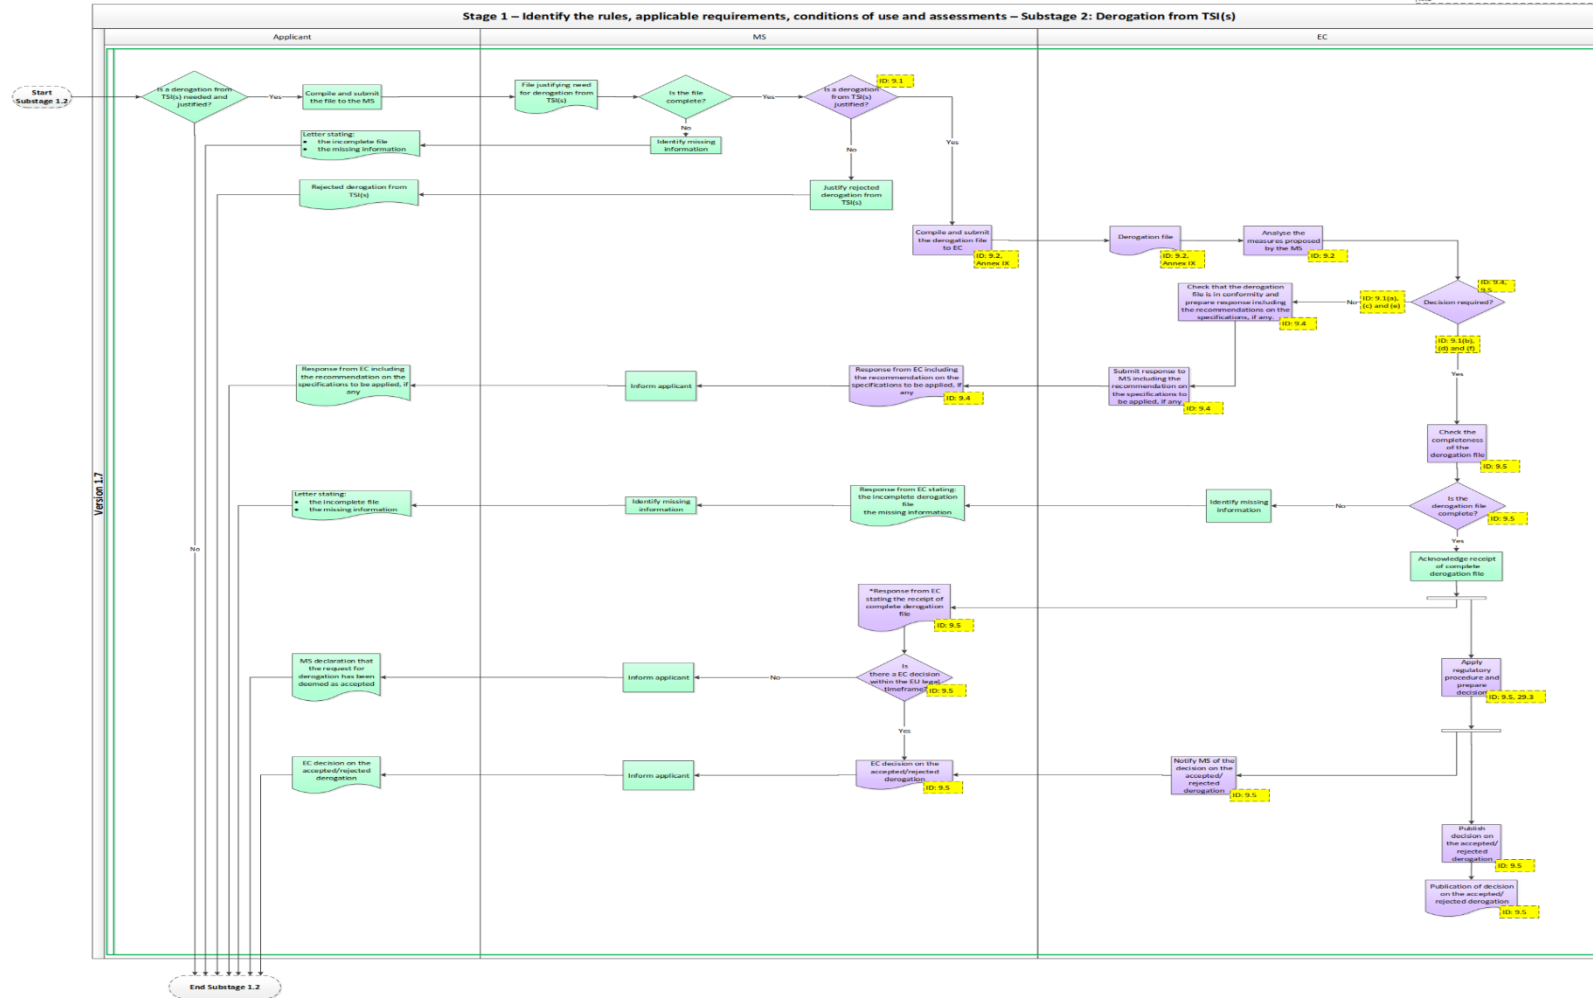 Stage 1 – Identify the rules, applicable requirements, conditions of use and assessments – Substage 2: Derogation from TSI(s)
Applicant
MS
EC
Version 1.7
Start
Substage 1.2
Is a derogation from
TSI(s) needed and
justified?
Yes
Compile and submit
the file to the MS
File justifying need
for derogation from
TSI(s)
Is the file
complete?
Yes
Is a derogation
from TSI(s)
justified?
ID: 9.1
No
Letter stating:
• the incomplete file
• the missing information
Identify missing
information
No
Yes
Rejected derogation from
TSI(s)
Justify rejected
derogation from
TSI(s)
Compile and submit
the derogation file
to EC
ID: 9.2,
Annex IX
Derogation file
ID: 9.2,
Annex IX
Analyse the
measures proposed
by the MS
ID: 9.2
Check that the derogation
file is in conformity and
prepare response including
the recommendations on the
specifications, if any.
ID: 9.4
No
ID: 9.1(a),
(c) and (e)
Decision required?
ID: 9.4,
9.5
ID: 9.1(b),
(d) and (f)
Yes
Response from EC including
the recommendation on the
specifications to be applied, if
any
Inform applicant
Response from EC including
the recommendation on the
specifications to be applied, if
any
ID: 9.4
Submit response to
MS including the
recommendation on
the specifications to
be applied, if any
ID: 9.4
Check the
completeness
of the
derogation file
ID: 9.5
Letter stating:
• the incomplete file
• the missing information
Identify missing
information
Response from EC stating:
the incomplete derogation
file
the missing information
Identify missing
information
No
Is the
derogation file
complete?
ID: 9.5
Yes
No
Acknowledge receipt
of complete
derogation file
*Response from EC
stating the receipt of
complete derogation
file
ID: 9.5
MS declaration that
the request for
derogation has been
deemed as accepted
Inform applicant
No
Is
there a EC decision
within the EU legal
timeframe?
ID: 9.5
Apply
regulatory
procedure and
prepare
decision
ID: 9.5, 29.3
Yes
EC decision on the
accepted/rejected
derogation
Inform applicant
EC decision on the
accepted/rejected
derogation
ID: 9.5
Notify MS of the
decision on the
accepted/
rejected
derogation
ID: 9.5
Publish
decision on
the accepted/
rejected
derogation
ID: 9.5
Publication of decision
on the accepted/
rejected derogation
ID: 9.5
End Substage 1.2